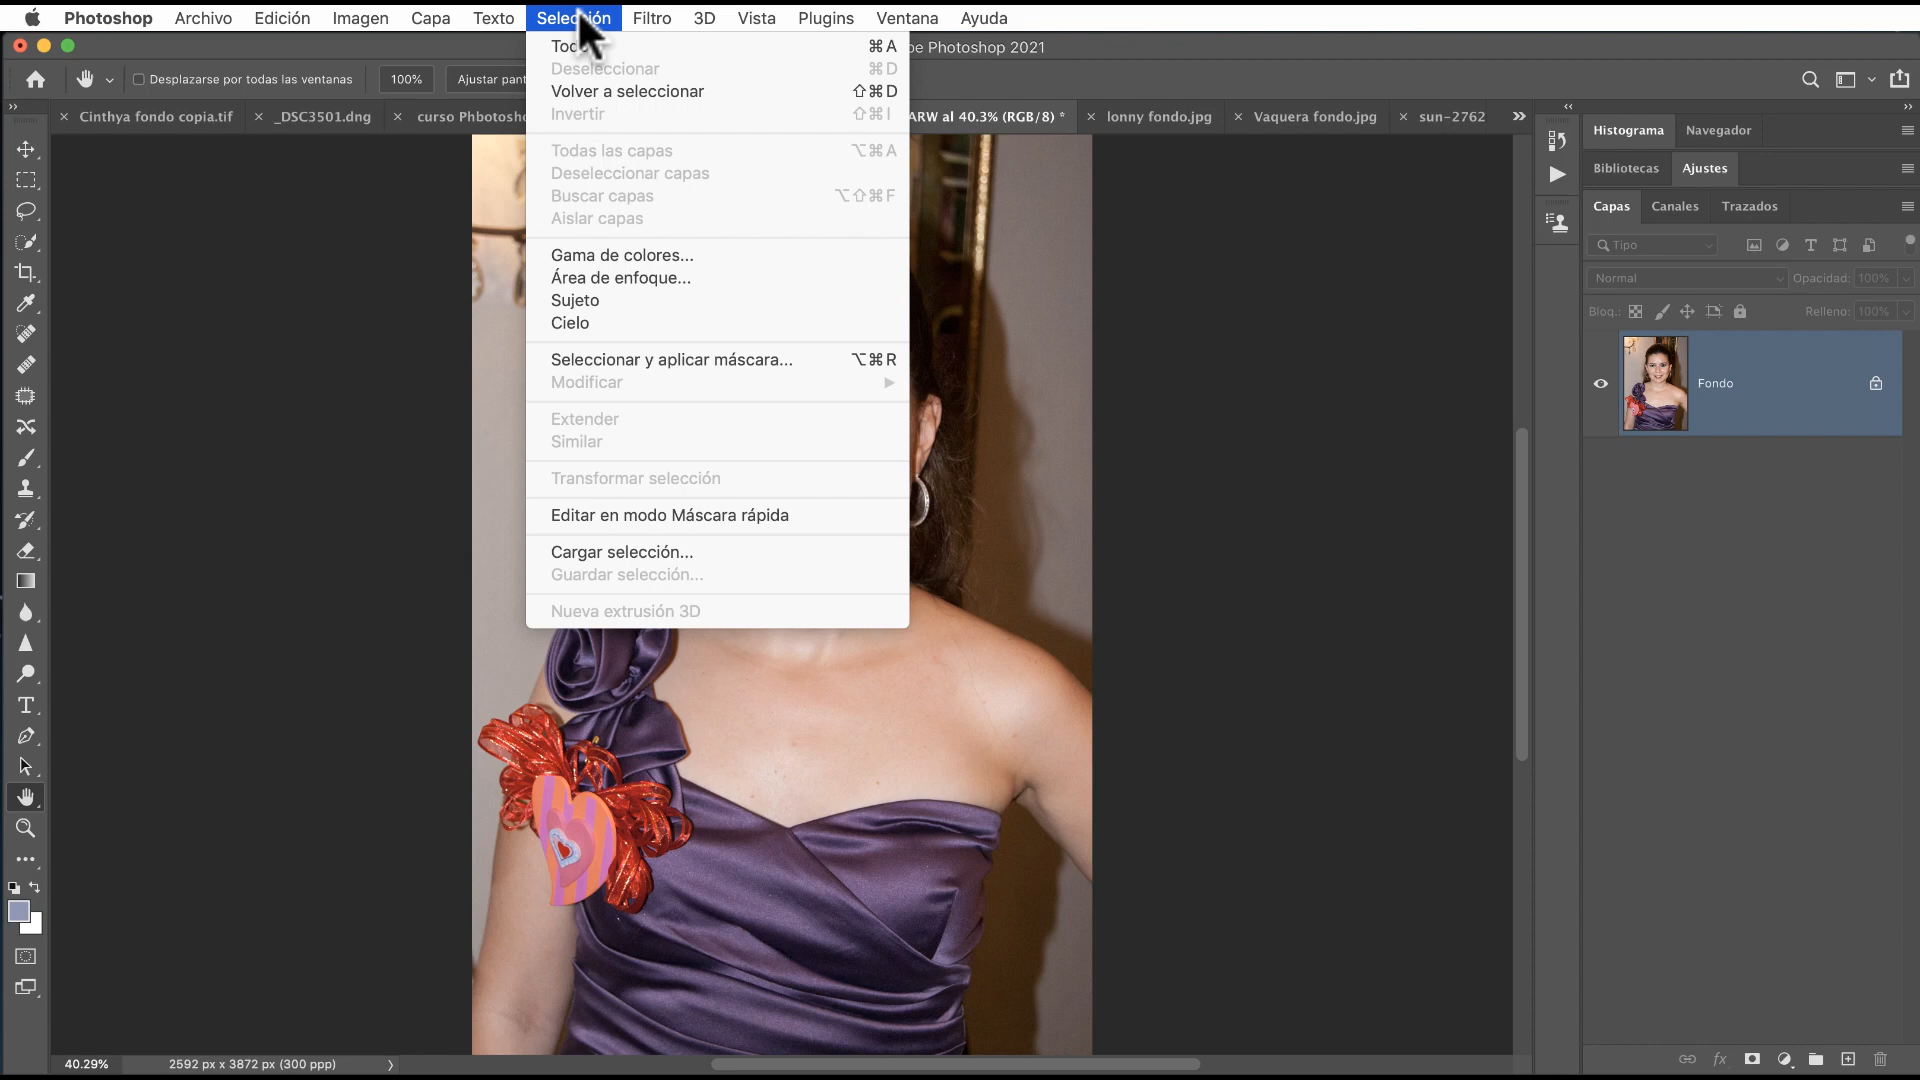 Photoshop Archivo Edición Imagen Capa Texto Selección Filtro 3D Vista Plugins Ventana Ayuda
Photoshop 2021
Desplazarse por todas las ventanas 100% Ajustar
× Cinthya fondo copia.tif × _DSC3501.dng × curso ARW al 40.3% (RGB/8) * × lonny fondo.jpg × Vaquera fondo.jpg × sun-2762 »
⌘A
Deseleccionar ⌘D
Volver a seleccionar ⇧⌘D
Invertir ⇧⌘I
Todas las capas ⌥⌘A
Deseleccionar capas
Buscar capas ⌥⇧⌘F
Aislar capas
Gama de colores...
Área de enfoque...
Sujeto
Cielo
Seleccionar y aplicar máscara... ⌥⌘R
Modificar ▶
Extender
Similar
Transformar selección
Editar en modo Máscara rápida
Cargar selección...
Guardar selección...
Nueva extrusión 3D
Histograma Navegador
Bibliotecas Ajustes
Capas Canales Trazados
Tipo
Normal Opacidad: 100%
Bloq.: Relleno: 100%
Fondo
fx
40.29% 2592 px x 3872 px (300 ppp)